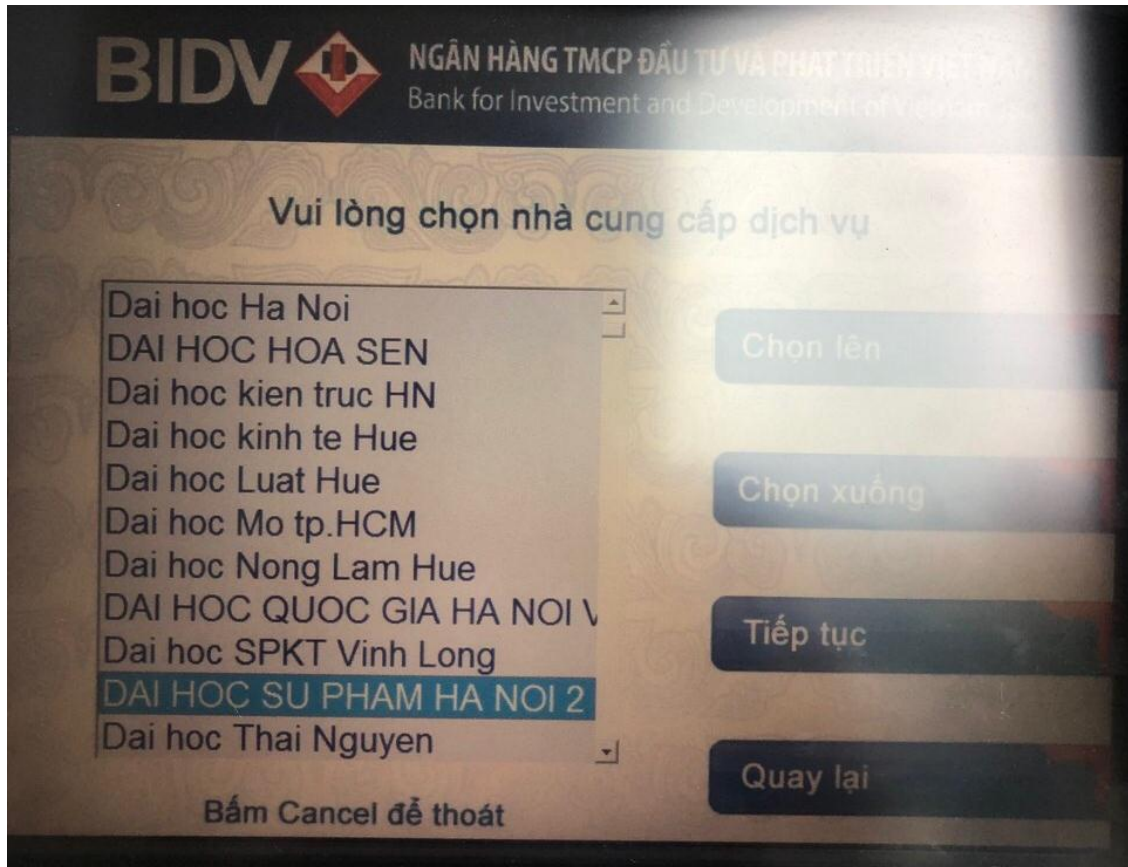 BIDV
NGÂN HÀNG TMCP ĐẦU TƯ VÀ PHÁT TRIỂN VIỆT NAM
Bank for Investment and Development of Vietnam
Vui lòng chọn nhà cung cấp dịch vụ
Dai hoc Ha Noi
DAI HOC HOA SEN
Dai hoc kien truc HN
Dai hoc kinh te Hue
Dai hoc Luat Hue
Dai hoc Mo tp.HCM
Dai hoc Nong Lam Hue
DAI HOC QUOC GIA HA NOI
Dai hoc SPKT Vinh Long
DAI HOC SU PHAM HA NOI 2
Dai hoc Thai Nguyen
Chọn lên
Chọn xuống
Tiếp tục
Quay lại
Bấm Cancel để thoát